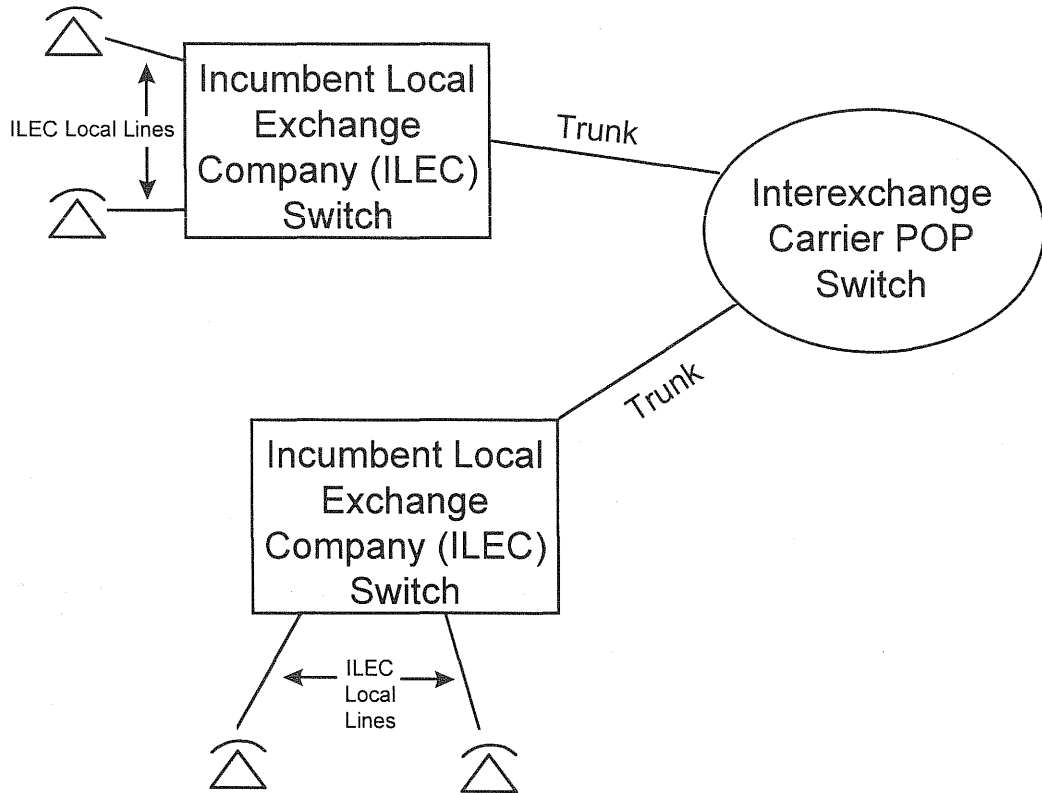 Incumbent Local
Exchange
Company (ILEC)
Switch
ILEC Local Lines
Trunk
Interexchange
Carrier POP
Switch
Trunk
Incumbent Local
Exchange
Company (ILEC)
Switch
ILEC
Local
Lines